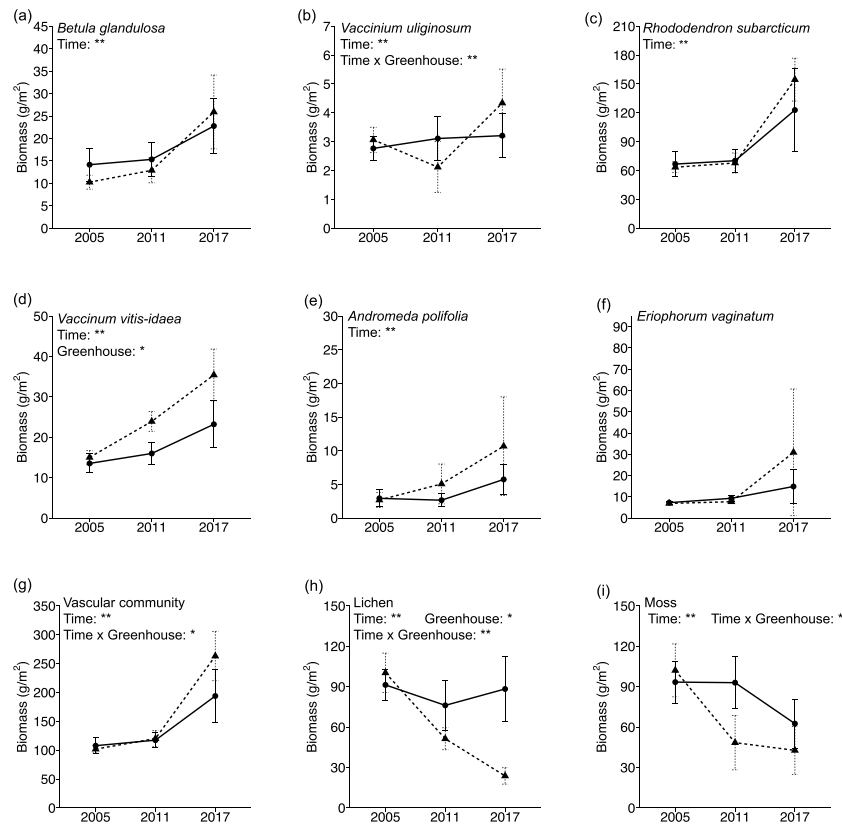 (a)
Betula glandulosa
Time: **
Biomass (g/m2)
45
40
35
30
25
20
15
10
5
0
2005 2011 2017
(b)
Vaccinium uliginosum
Time: **
Time x Greenhouse: **
Biomass (g/m2)
7
6
5
4
3
2
1
0
2005 2011 2017
(c)
Rhododendron subarcticum
Time: **
Biomass (g/m2)
210
180
150
120
90
60
30
0
2005 2011 2017
(d)
Vaccinum vitis-idaea
Time: **
Greenhouse: *
Biomass (g/m2)
50
40
30
20
10
0
2005 2011 2017
(e)
Andromeda polifolia
Time: **
Biomass (g/m2)
30
25
20
15
10
5
0
2005 2011 2017
(f)
Eriophorum vaginatum
Biomass (g/m2)
90
80
70
60
50
40
30
20
10
0
2005 2011 2017
(g)
Vascular community
Time: **
Time x Greenhouse: *
Biomass (g/m2)
350
300
250
200
150
100
50
0
2005 2011 2017
(h)
Lichen
Time: ** Greenhouse: *
Time x Greenhouse: **
Biomass (g/m2)
150
120
90
60
30
0
2005 2011 2017
(i)
Moss
Time: ** Time x Greenhouse: *
Biomass (g/m2)
150
120
90
60
30
0
2005 2011 2017